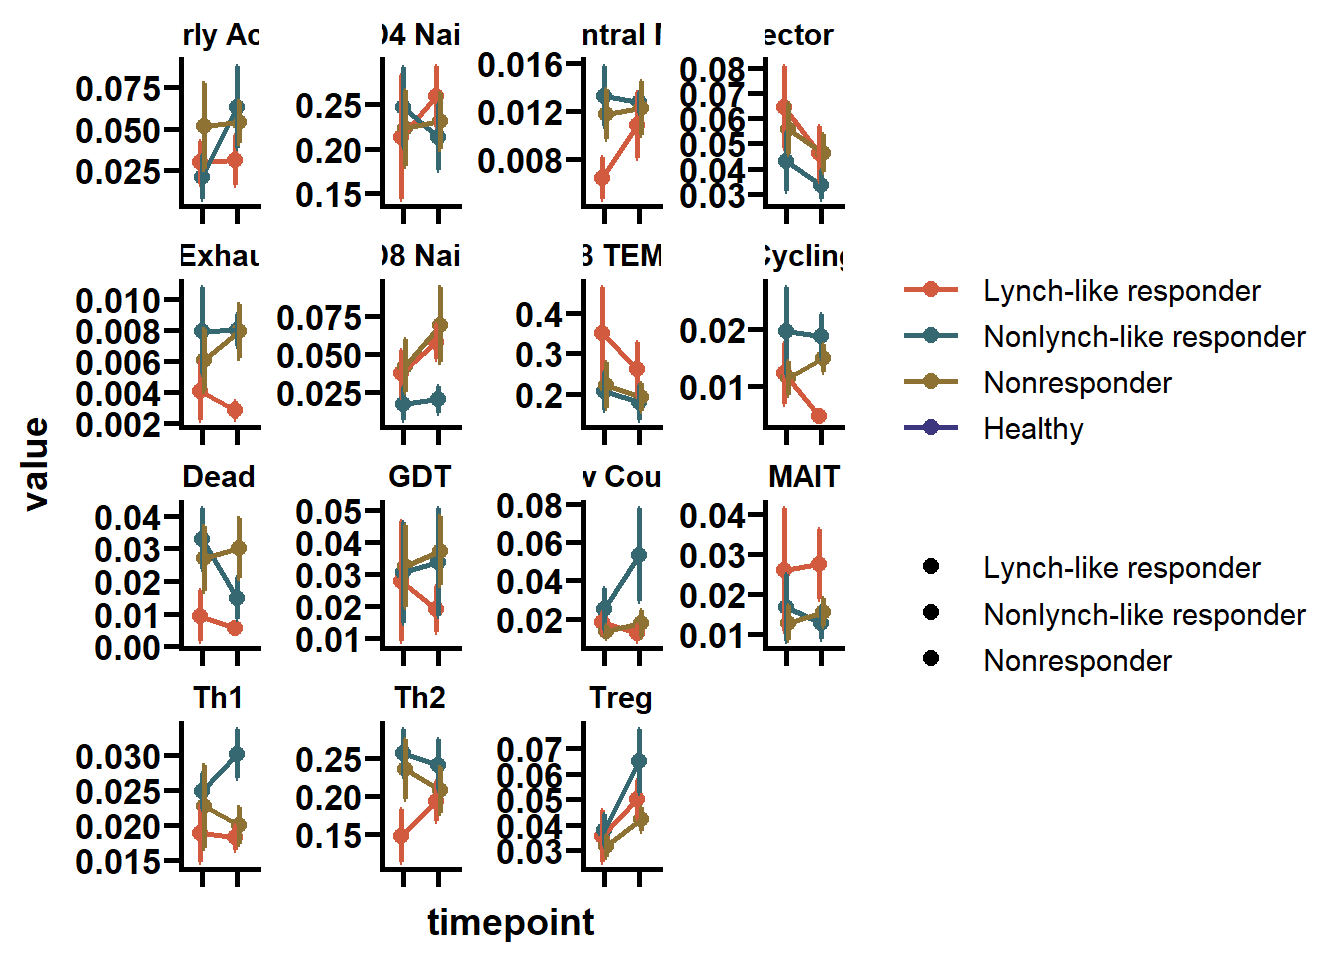 rly Ac
04 Nai
ntral M
ector
0.075
0.050
0.025
0.25
0.20
0.15
0.016
0.012
0.008
0.08
0.07
0.06
0.05
0.04
0.03
Exhau
08 Nai
8 TEM
Cycling
0.010
0.008
0.006
0.004
0.002
0.075
0.050
0.025
0.4
0.3
0.2
0.02
0.01
Dead
GDT
w Cou
MAIT
0.04
0.03
0.02
0.01
0.00
0.05
0.04
0.03
0.02
0.01
0.08
0.06
0.04
0.02
0.04
0.03
0.02
0.01
Th1
Th2
Treg
0.030
0.025
0.020
0.015
0.25
0.20
0.15
0.07
0.06
0.05
0.04
0.03
value
timepoint
Lynch-like responder
Nonlynch-like responder
Nonresponder
Healthy
Lynch-like responder
Nonlynch-like responder
Nonresponder